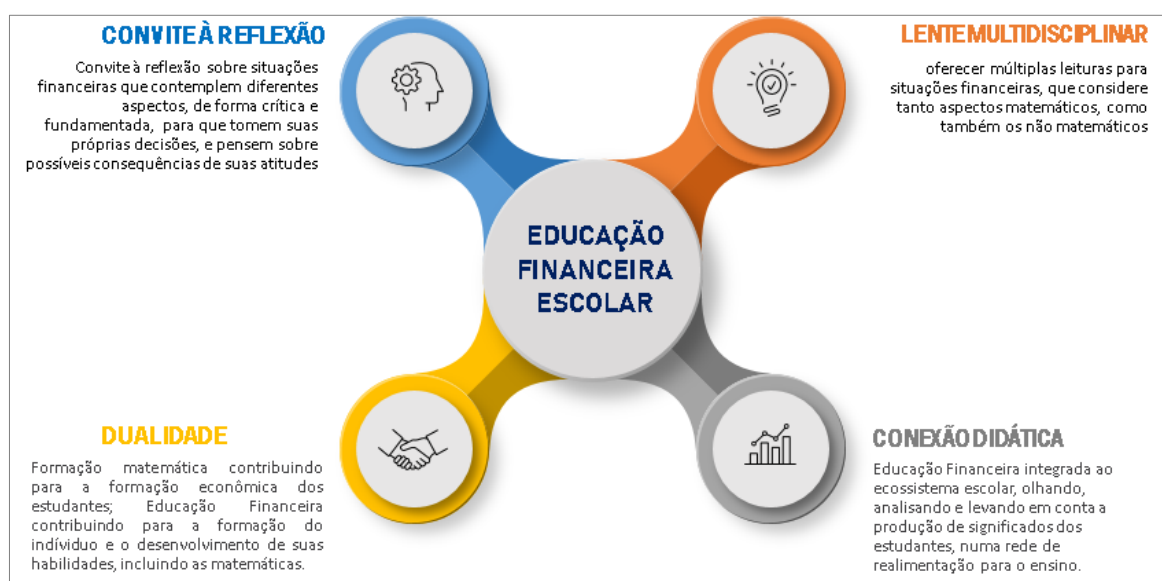 CONVITE À REFLEXÃO
Convite à reflexão sobre situações
financeiras que contemplem diferentes
aspectos, de forma crítica e
fundamentada, para que tomem suas
próprias decisões, e pensem sobre
possíveis consequências de suas atitudes
LENTE MULTIDISCIPLINAR
oferecer múltiplas leituras para
situações financeiras, que considere
tanto aspectos matemáticos, como
também os não matemáticos
EDUCAÇÃO
FINANCEIRA
ESCOLAR
DUALIDADE
Formação matemática contribuindo
para a formação econômica dos
estudantes; Educação Financeira
contribuindo para a formação do
indíviduo e o desenvolvimento de suas
habilidades, incluindo as matemáticas.
CONEXÃO DIDÁTICA
Educação Financeira integrada ao
ecossistema escolar, olhando,
analisando e levando em conta a
produção de significados dos
estudantes, numa rede de
realimentação para o ensino.